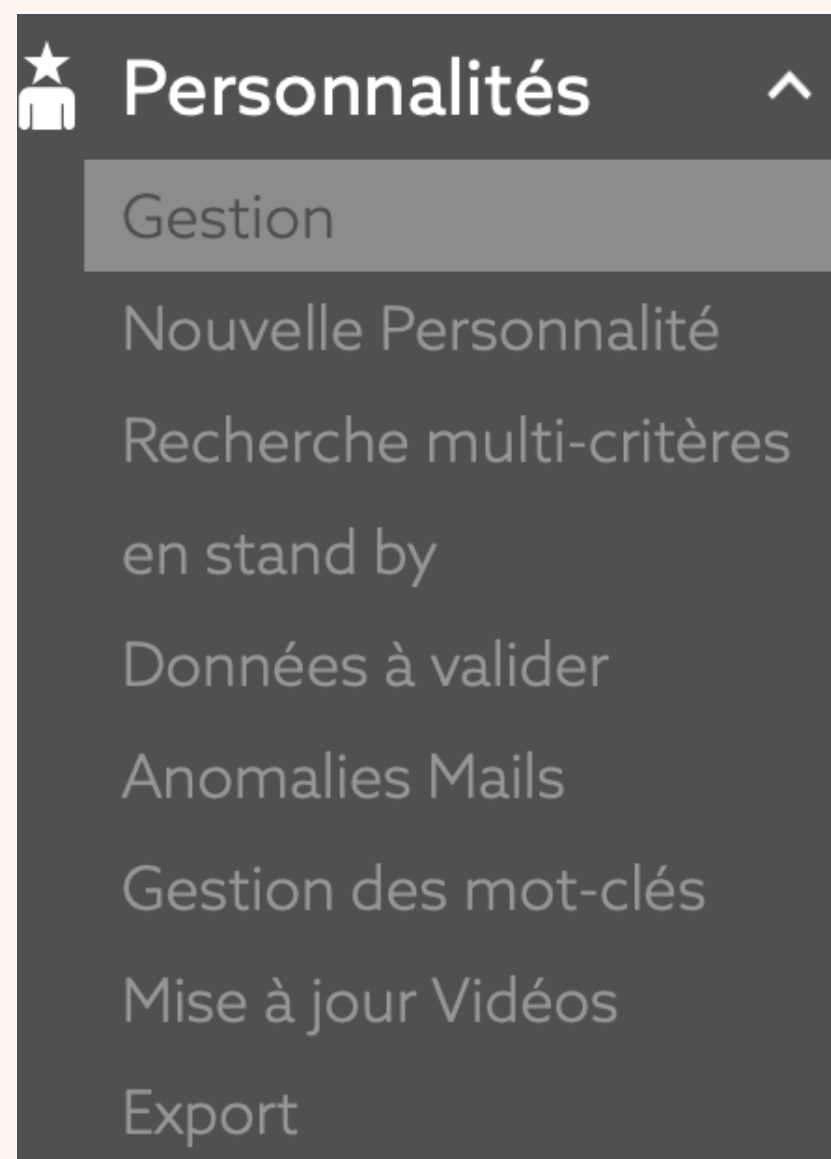 Personnalités
Gestion
Nouvelle Personnalité
Recherche multi-critères
en stand by
Données à valider
Anomalies Mails
Gestion des mot-clés
Mise à jour Vidéos
Export